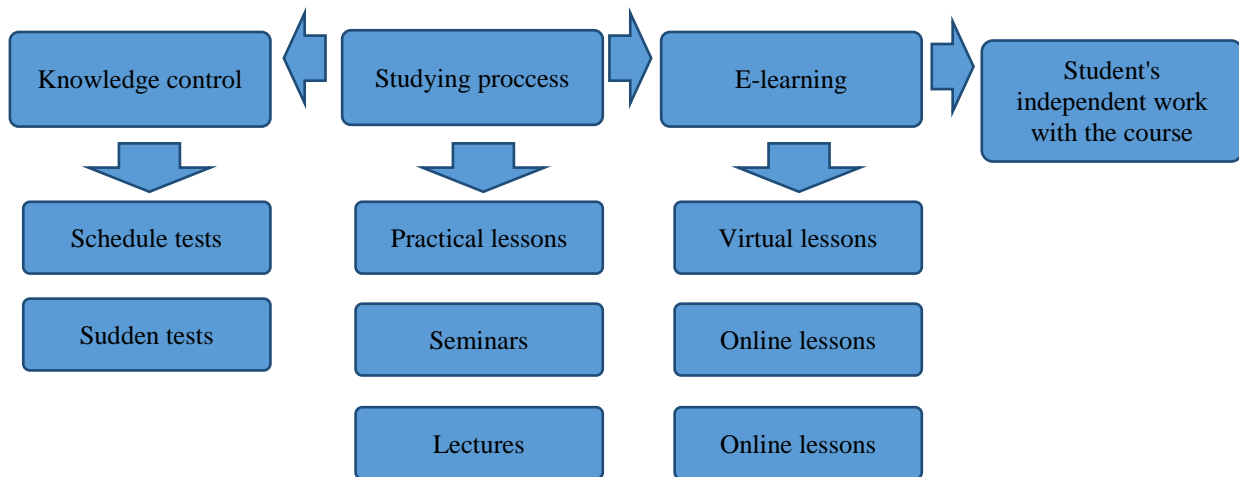 Knowledge control
Studying proccess
E-learning
Student's
independent work
with the course
Schedule tests
Practical lessons
Virtual lessons
Sudden tests
Seminars
Online lessons
Lectures
Online lessons